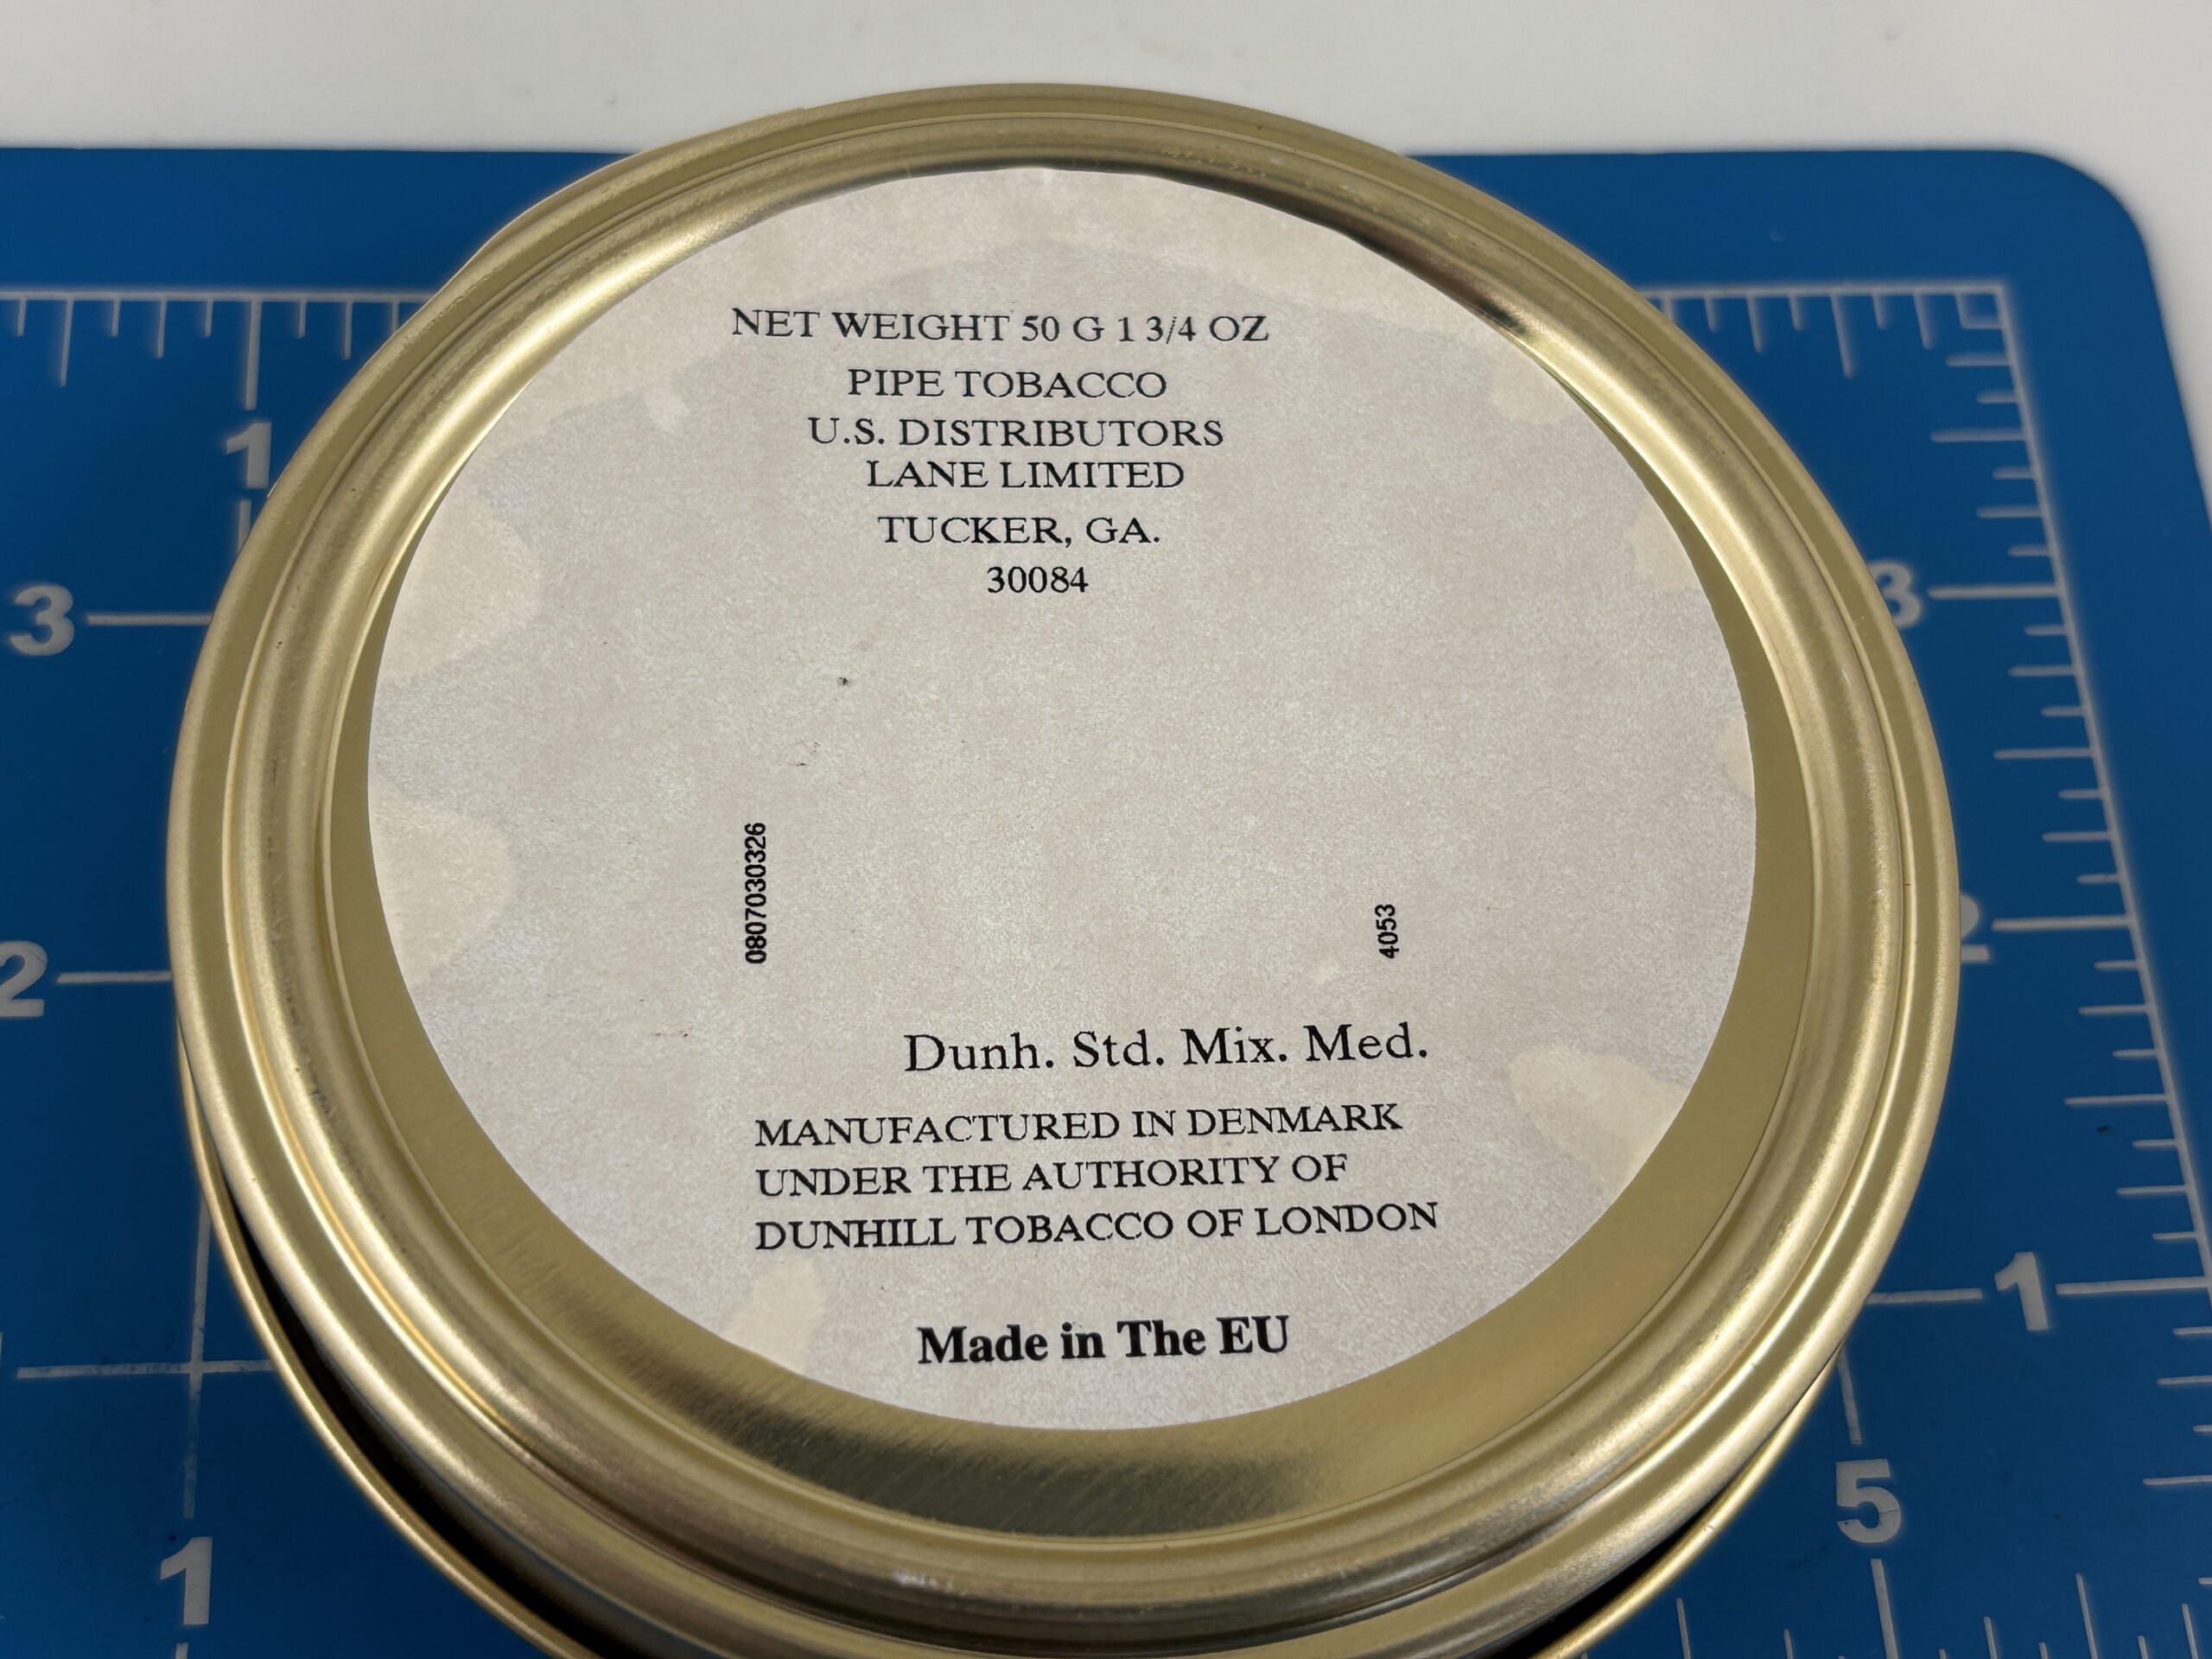 NET WEIGHT 50 G 1 3/4 OZ
PIPE TOBACCO
U.S. DISTRIBUTORS
LANE LIMITED
TUCKER, GA.
30084
0807030326
4053
Dunh. Std. Mix. Med.
MANUFACTURED IN DENMARK
UNDER THE AUTHORITY OF
DUNHILL TOBACCO OF LONDON
Made in The EU
1
3
3
2
2
1
5
1